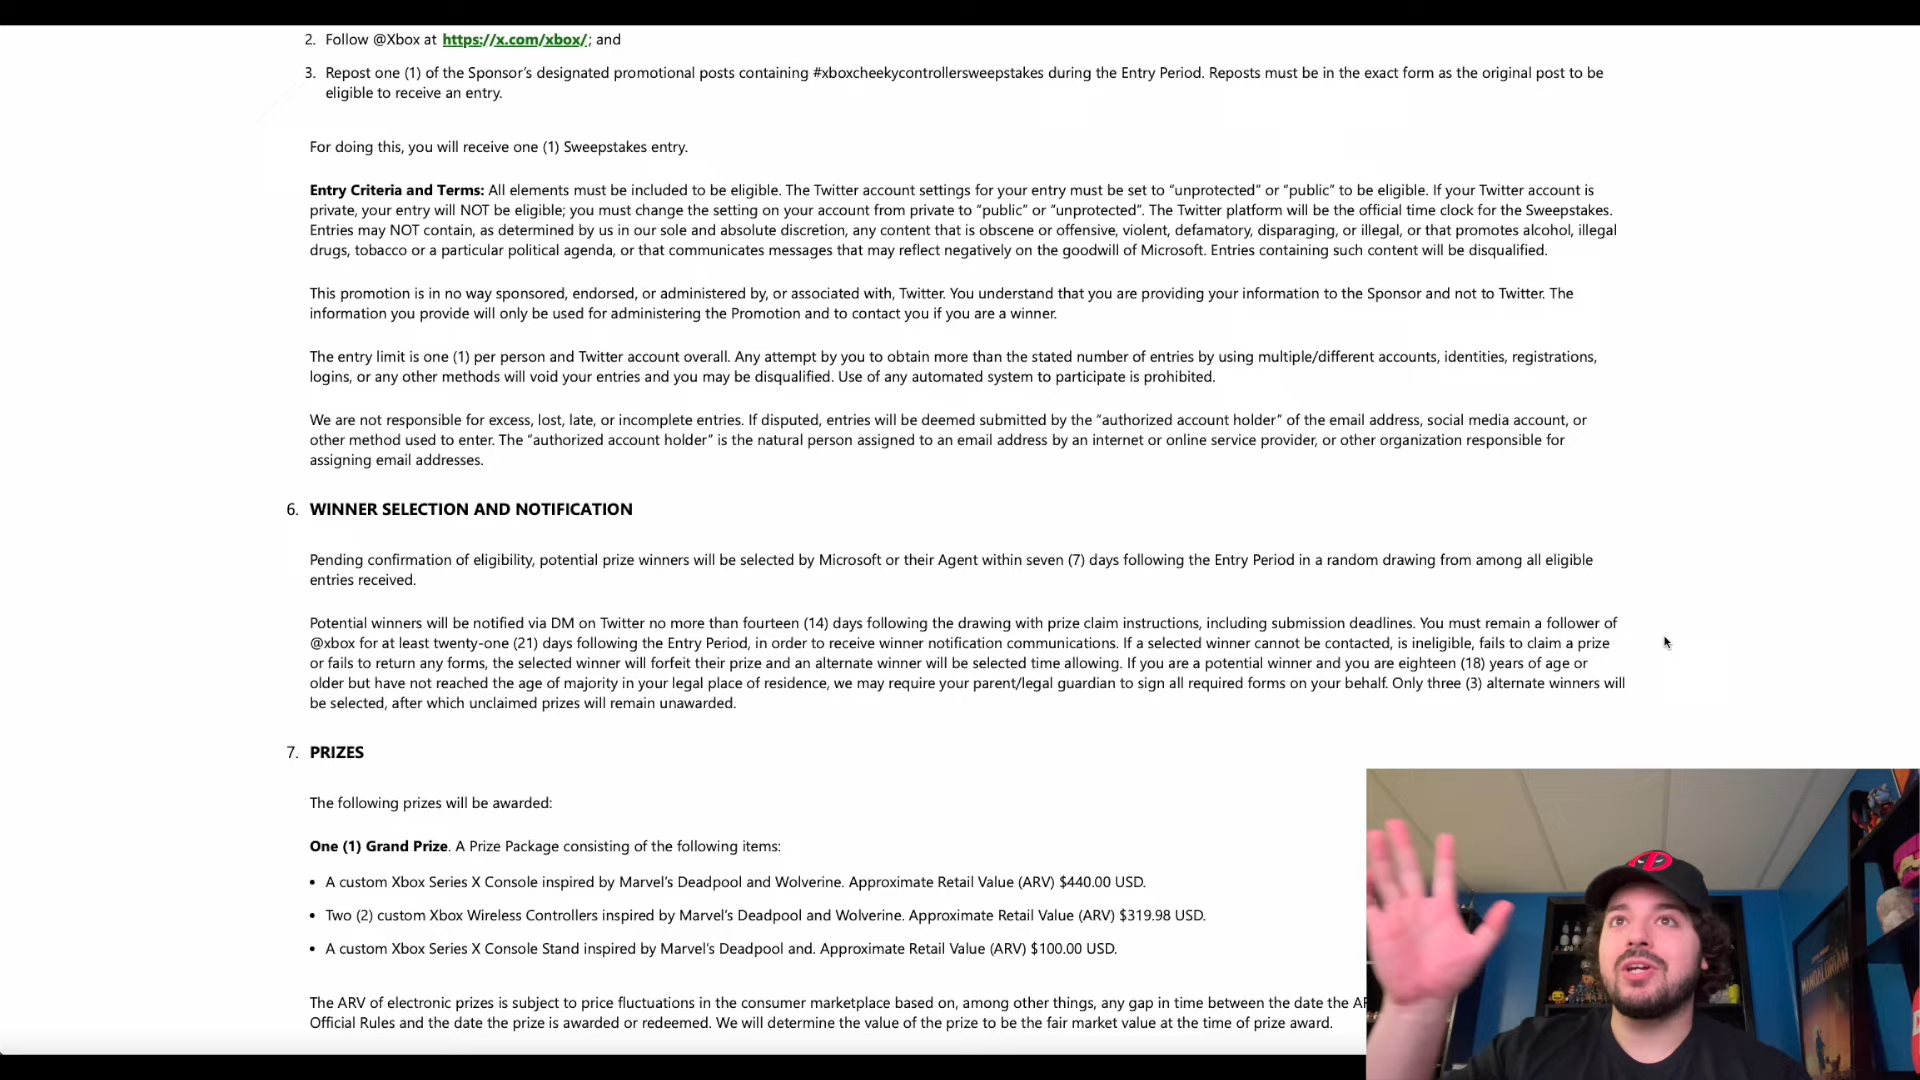 2. Follow @Xbox at https://x.com/xbox/; and
3. Repost one (1) of the Sponsor's designated promotional posts containing #xboxcheekycontrollersweepstakes during the Entry Period. Reposts must be in the exact form as the original post to be
eligible to receive an entry.
For doing this, you will receive one (1) Sweepstakes entry.
Entry Criteria and Terms: All elements must be included to be eligible. The Twitter account settings for your entry must be set to “unprotected” or “public” to be eligible. If your Twitter account is
private, your entry will NOT be eligible; you must change the setting on your account from private to “public” or “unprotected”. The Twitter platform will be the official time clock for the Sweepstakes.
Entries may NOT contain, as determined by us in our sole and absolute discretion, any content that is obscene or offensive, violent, defamatory, disparaging, or illegal, or that promotes alcohol, illegal
drugs, tobacco or a particular political agenda, or that communicates messages that may reflect negatively on the goodwill of Microsoft. Entries containing such content will be disqualified.
This promotion is in no way sponsored, endorsed, or administered by, or associated with, Twitter. You understand that you are providing your information to the Sponsor and not to Twitter. The
information you provide will only be used for administering the Promotion and to contact you if you are a winner.
The entry limit is one (1) per person and Twitter account overall. Any attempt by you to obtain more than the stated number of entries by using multiple/different accounts, identities, registrations,
logins, or any other methods will void your entries and you may be disqualified. Use of any automated system to participate is prohibited.
We are not responsible for excess, lost, late, or incomplete entries. If disputed, entries will be deemed submitted by the “authorized account holder” of the email address, social media account, or
other method used to enter. The “authorized account holder” is the natural person assigned to an email address by an internet or online service provider, or other organization responsible for
assigning email addresses.
6. WINNER SELECTION AND NOTIFICATION
Pending confirmation of eligibility, potential prize winners will be selected by Microsoft or their Agent within seven (7) days following the Entry Period in a random drawing from among all eligible
entries received.
Potential winners will be notified via DM on Twitter no more than fourteen (14) days following the drawing with prize claim instructions, including submission deadlines. You must remain a follower of
@xbox for at least twenty-one (21) days following the Entry Period, in order to receive winner notification communications. If a selected winner cannot be contacted, is ineligible, fails to claim a prize
or fails to return any forms, the selected winner will forfeit their prize and an alternate winner will be selected time allowing. If you are a potential winner and you are eighteen (18) years of age or
older but have not reached the age of majority in your legal place of residence, we may require your parent/legal guardian to sign all required forms on your behalf. Only three (3) alternate winners will
be selected, after which unclaimed prizes will remain unawarded.
7. PRIZES
The following prizes will be awarded:
One (1) Grand Prize. A Prize Package consisting of the following items:
• A custom Xbox Series X Console inspired by Marvel's Deadpool and Wolverine. Approximate Retail Value (ARV) $440.00 USD.
• Two (2) custom Xbox Wireless Controllers inspired by Marvel's Deadpool and Wolverine. Approximate Retail Value (ARV) $319.98 USD.
• A custom Xbox Series X Console Stand inspired by Marvel's Deadpool and. Approximate Retail Value (ARV) $100.00 USD.
The ARV of electronic prizes is subject to price fluctuations in the consumer marketplace based on, among other things, any gap in time between the date the
Official Rules and the date the prize is awarded or redeemed. We will determine the value of the prize to be the fair market value at the time of prize award.
MANDALORIAN